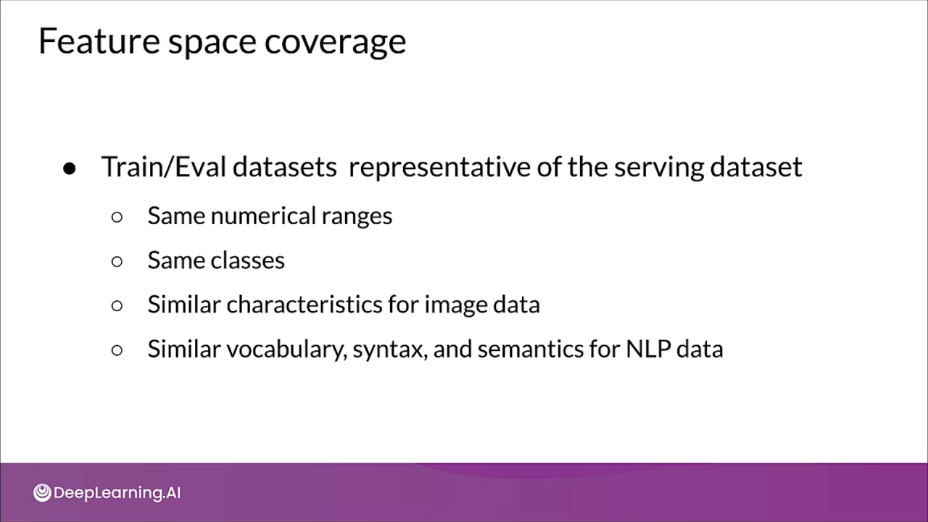 Feature space coverage
● Train/Eval datasets representative of the serving dataset
○ Same numerical ranges
○ Same classes
○ Similar characteristics for image data
○ Similar vocabulary, syntax, and semantics for NLP data
DeepLearning.AI